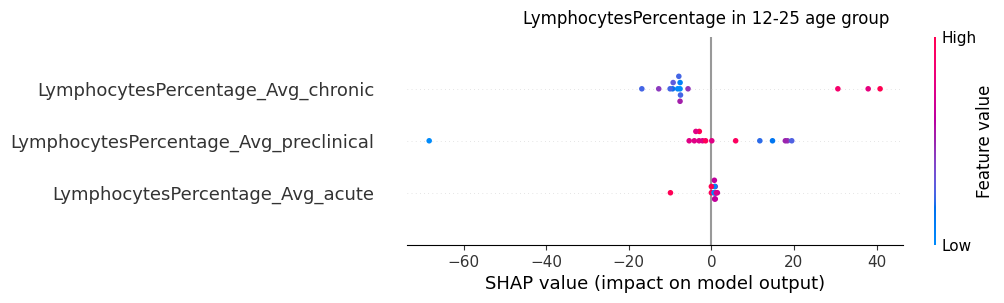 LymphocytesPercentage in 12-25 age group
High
LymphocytesPercentage_Avg_chronic
LymphocytesPercentage_Avg_preclinical
LymphocytesPercentage_Avg_acute
Feature value
Low
−60 −40 −20 0 20 40
SHAP value (impact on model output)